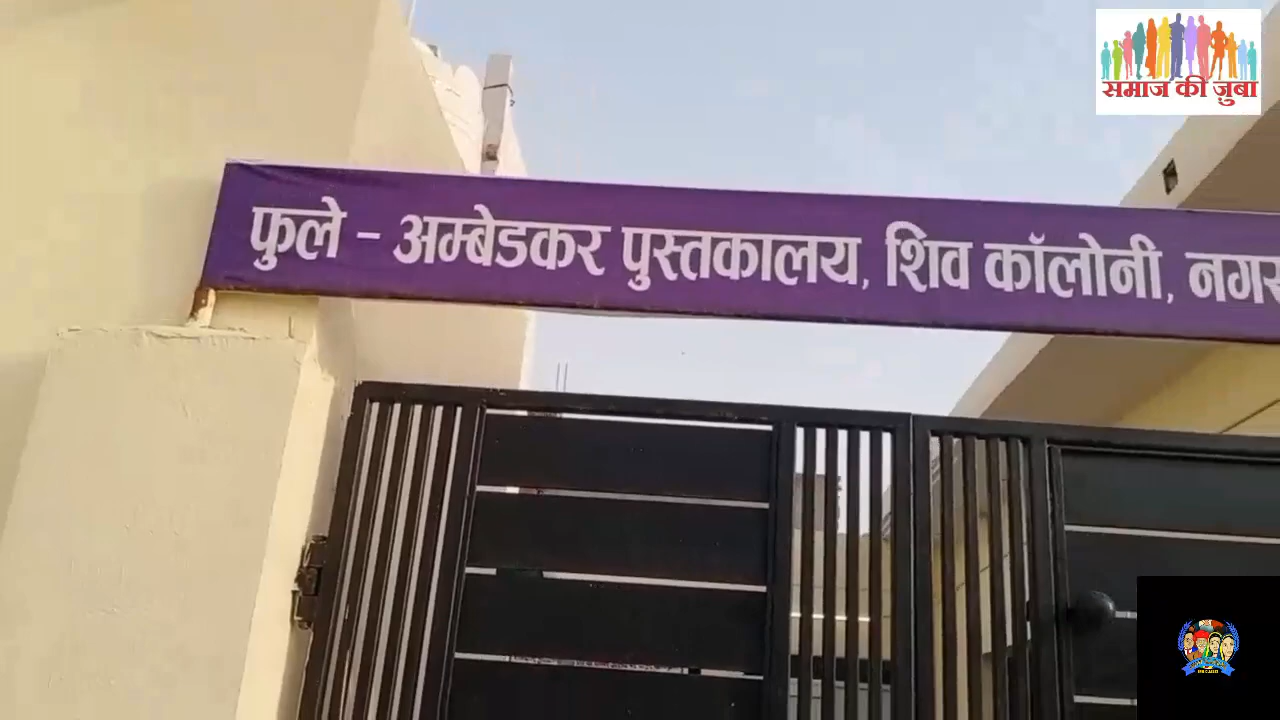 समाज की ज़ुबा
फुले - अम्बेडकर पुस्तकालय, शिव कॉलोनी,